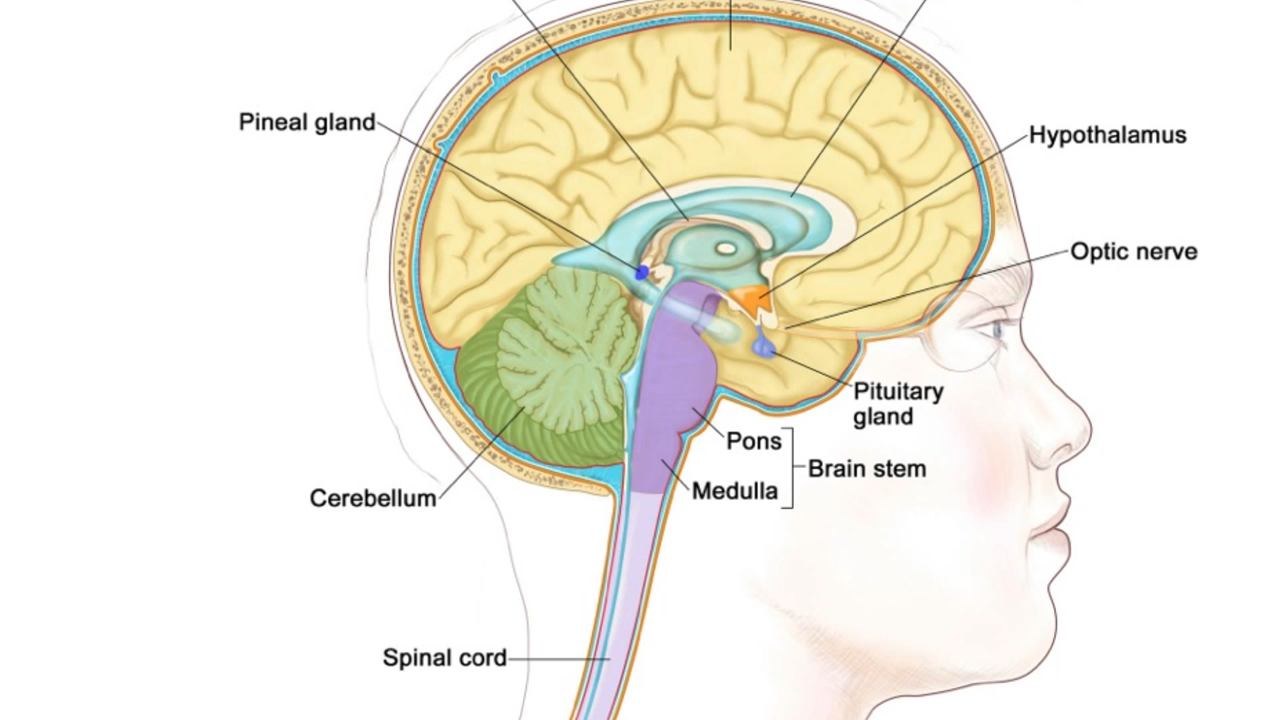 Pineal gland
Hypothalamus
Optic nerve
Pituitary
gland
Pons
Brain stem
Medulla
Cerebellum
Spinal cord